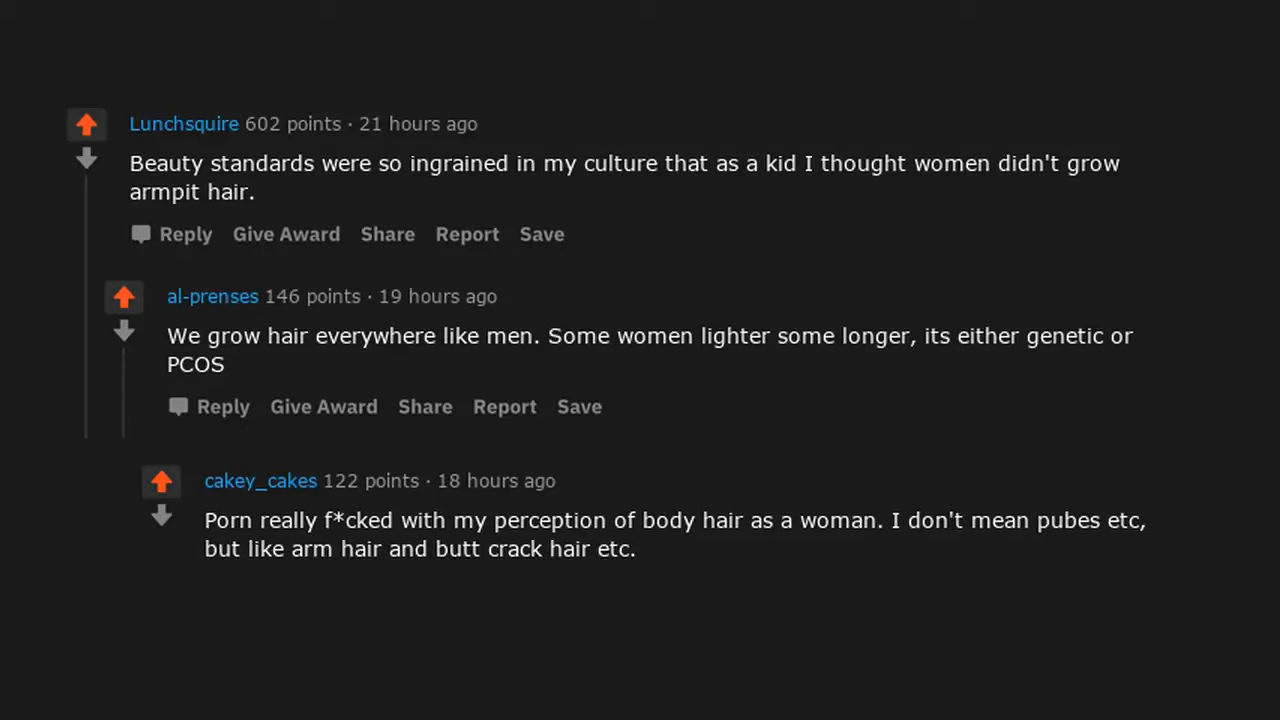 Lunchsquire 602 points · 21 hours ago
Beauty standards were so ingrained in my culture that as a kid I thought women didn't grow
armpit hair.
Reply Give Award Share Report Save
al-prenses 146 points · 19 hours ago
We grow hair everywhere like men. Some women lighter some longer, its either genetic or
PCOS
Reply Give Award Share Report Save
cakey_cakes 122 points · 18 hours ago
Porn really f*cked with my perception of body hair as a woman. I don't mean pubes etc,
but like arm hair and butt crack hair etc.